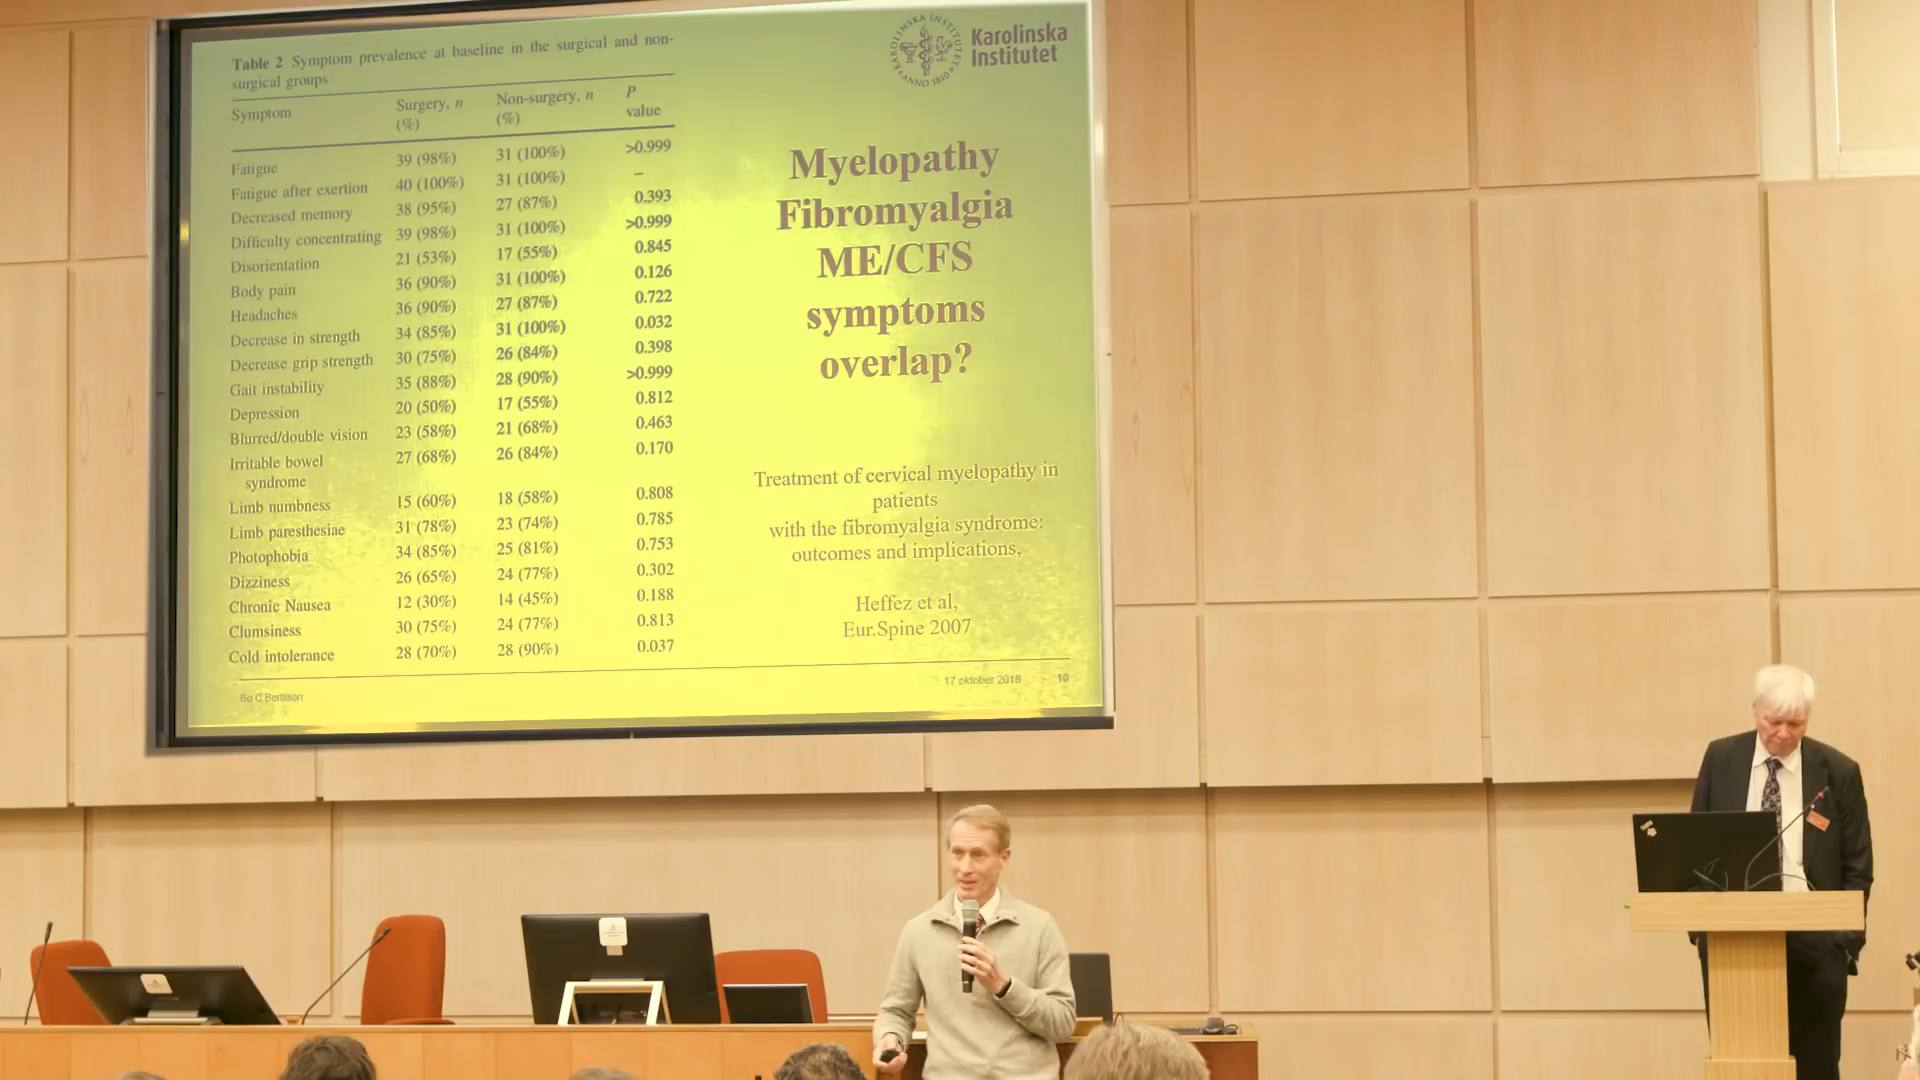 Table 2 Symptom prevalence at baseline in the surgical and non-
surgical groups
Symptom Surgery, n (%) Non-surgery, n (%) P value
Fatigue 39 (98%) 31 (100%) >0.999
Fatigue after exertion 40 (100%) 31 (100%) –
Decreased memory 38 (95%) 27 (87%) 0.393
Difficulty concentrating 39 (98%) 31 (100%) >0.999
Disorientation 21 (53%) 17 (55%) 0.845
Body pain 36 (90%) 31 (100%) 0.126
Headaches 36 (90%) 27 (87%) 0.722
Decrease in strength 34 (85%) 31 (100%) 0.032
Decrease grip strength 30 (75%) 26 (84%) 0.398
Gait instability 35 (88%) 28 (90%) >0.999
Depression 20 (50%) 17 (55%) 0.812
Blurred/double vision 23 (58%) 21 (68%) 0.463
Irritable bowel 27 (68%) 26 (84%) 0.170
syndrome
Limb numbness 15 (60%) 18 (58%) 0.808
Limb paresthesiae 31 (78%) 23 (74%) 0.785
Photophobia 34 (85%) 25 (81%) 0.753
Dizziness 26 (65%) 24 (77%) 0.302
Chronic Nausea 12 (30%) 14 (45%) 0.188
Clumsiness 30 (75%) 24 (77%) 0.813
Cold intolerance 28 (70%) 28 (90%) 0.037
KAROLINSKA INSTITUTET
ANNO 1810
Karolinska
Institutet
Myelopathy
Fibromyalgia
ME/CFS
symptoms
overlap?
Treatment of cervical myelopathy in
patients
with the fibromyalgia syndrome:
outcomes and implications,
Heffez et al,
Eur.Spine 2007
Bo C Bertilson
17 oktober 2018 10